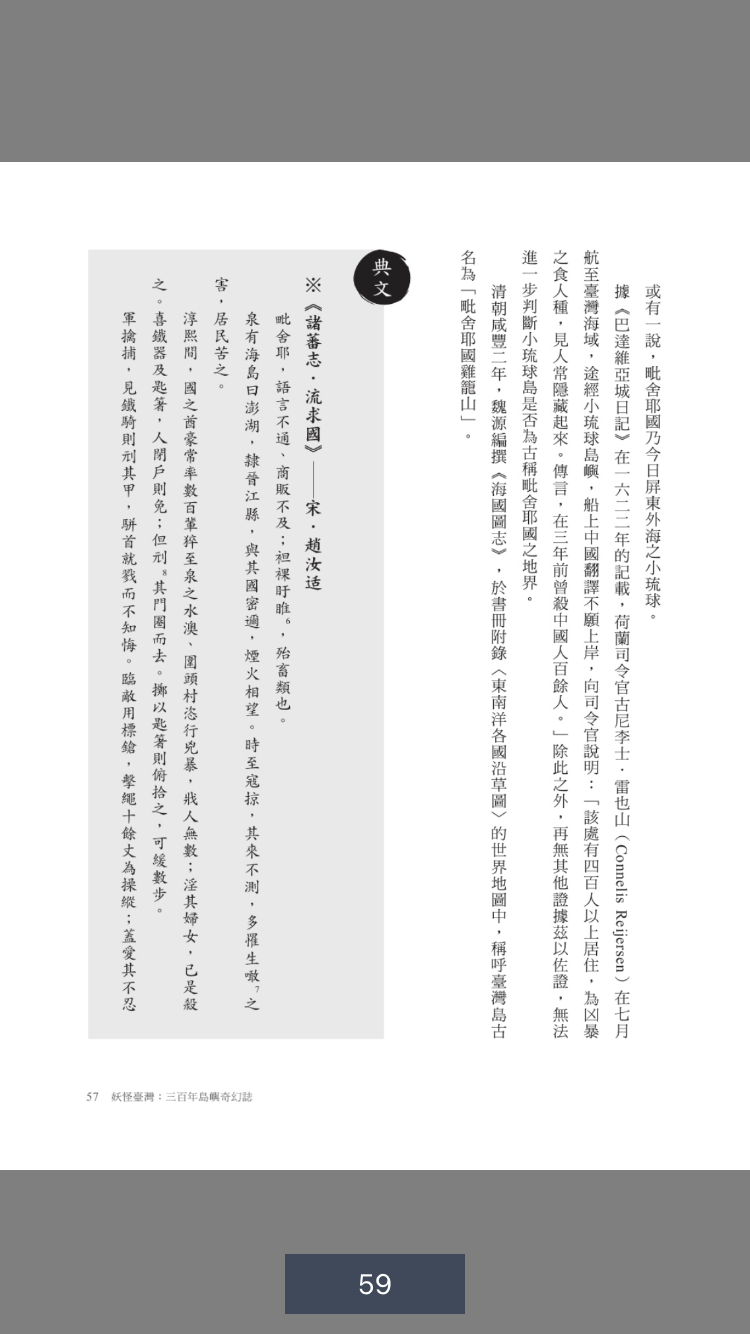 或有一說，毗舍耶國乃今日屏東外海之小琉球。
據《巴達維亞城日記》在一六二二年的記載，荷蘭司令官古尼李士．雷也山（Connelis Reijersen）在七月
航至臺灣海域，途經小琉球島嶼，船上中國翻譯不願上岸，向司令官說明：「該處有四百人以上居住，為凶暴
之食人種，見人常隱藏起來。傳言，在三年前曾殺中國人百餘人。」除此之外，再無其他證據茲以佐證，無法
進一步判斷小琉球島是否為古稱毗舍耶國之地界。
清朝咸豐二年，魏源編撰《海國圖志》，於書冊附錄〈東南洋各國沿革圖〉的世界地圖中，稱呼臺灣島古
名為「毗舍耶國雞籠山」。
典文
※《諸蕃志．流求國》——宋．趙汝适
毗舍耶，語言不通、商販不及；袒裸盱睢6，殆畜類也。
泉有海島曰澎湖，隸晉江縣，與其國密邇，煙火相望。時至寇掠，其來不測，多罹生噉7之
害，居民苦之。
淳熙間，國之酋豪常率數百輩猝至泉之水澳、圍頭村恣行兇暴，戕人無數；淫其婦女，已是殺
之。喜鐵器及匙箸，人閉戶則免；但刓8其門圈而去。擲以匙箸則俯拾之，可緩數步。
軍擒捕，見鐵騎則刓其甲，駢首就戮而不知悔。臨敵用標鎗，擊繩十餘丈為操縱；蓋愛其不忍
57 妖怪臺灣：三百年島嶼奇幻誌
59